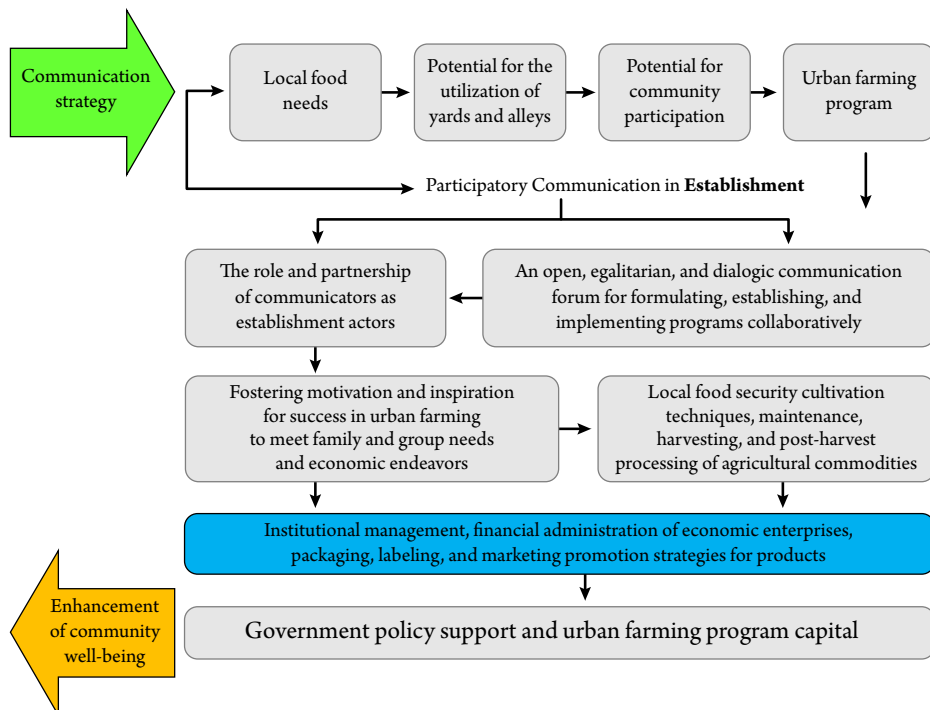 Communication
strategy
Local food
needs
Potential for the
utilization of
yards and alleys
Potential for
community
participation
Urban farming
program
Participatory Communication in Establishment
The role and partnership
of communicators as
establishment actors
An open, egalitarian, and dialogic communication
forum for formulating, establishing, and
implementing programs collaboratively
Fostering motivation and inspiration
for success in urban farming
to meet family and group needs
and economic endeavors
Local food security cultivation
techniques, maintenance,
harvesting, and post-harvest
processing of agricultural commodities
Institutional management, financial administration of economic enterprises,
packaging, labeling, and marketing promotion strategies for products
Enhancement
of community
well-being
Government policy support and urban farming program capital